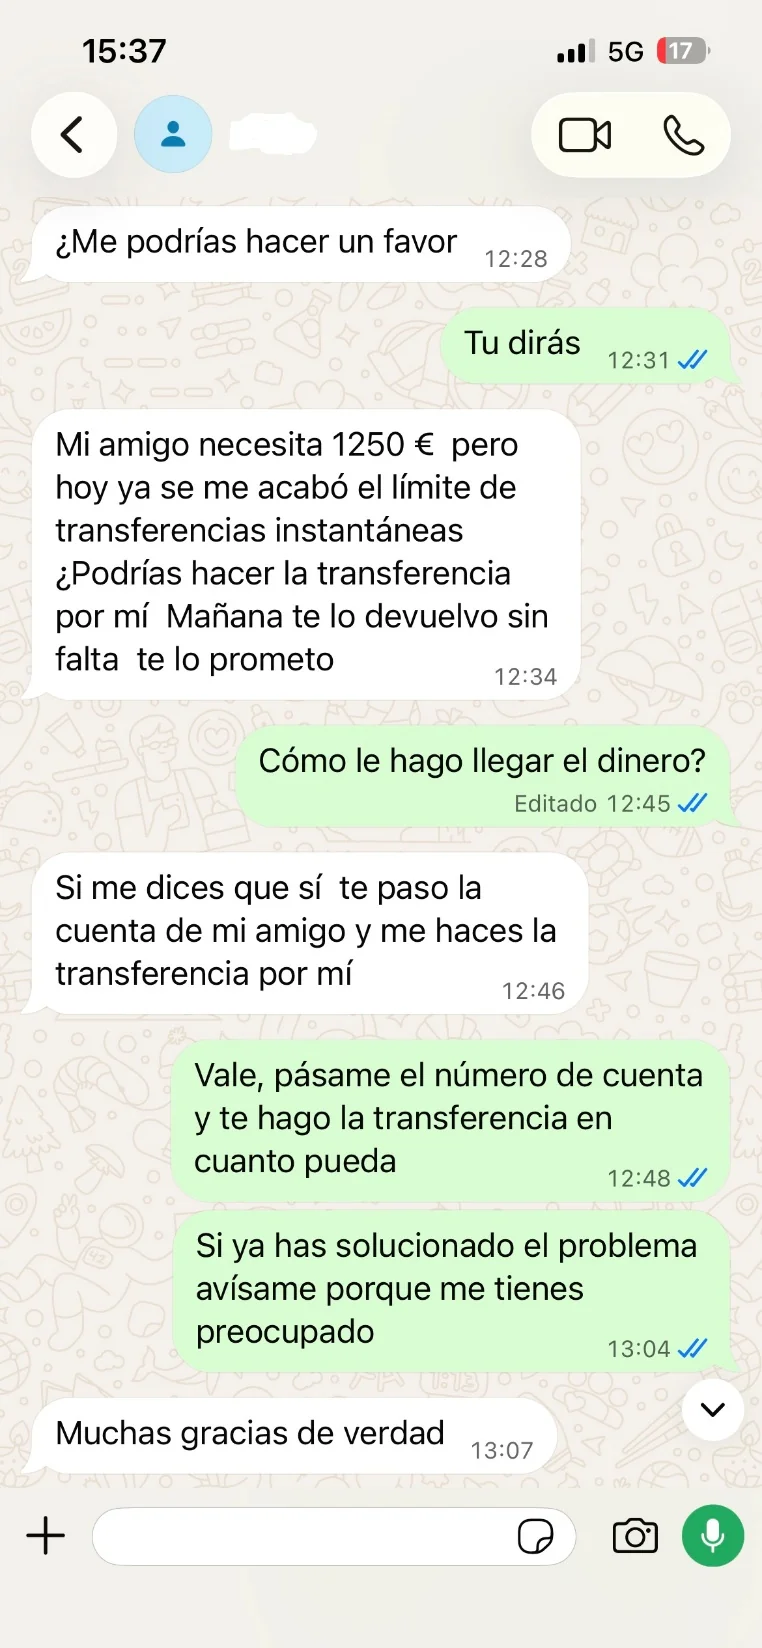 15:37
5G
17
¿Me podrías hacer un favor
12:28
Tu dirás
12:31
Mi amigo necesita 1250 € pero
hoy ya se me acabó el límite de
transferencias instantáneas
¿Podrías hacer la transferencia
por mí Mañana te lo devuelvo sin
falta te lo prometo
12:34
Cómo le hago llegar el dinero?
Editado 12:45
Si me dices que sí te paso la
cuenta de mi amigo y me haces la
transferencia por mí
12:46
Vale, pásame el número de cuenta
y te hago la transferencia en
cuanto pueda
12:48
Si ya has solucionado el problema
avísame porque me tienes
preocupado
13:04
Muchas gracias de verdad
13:07